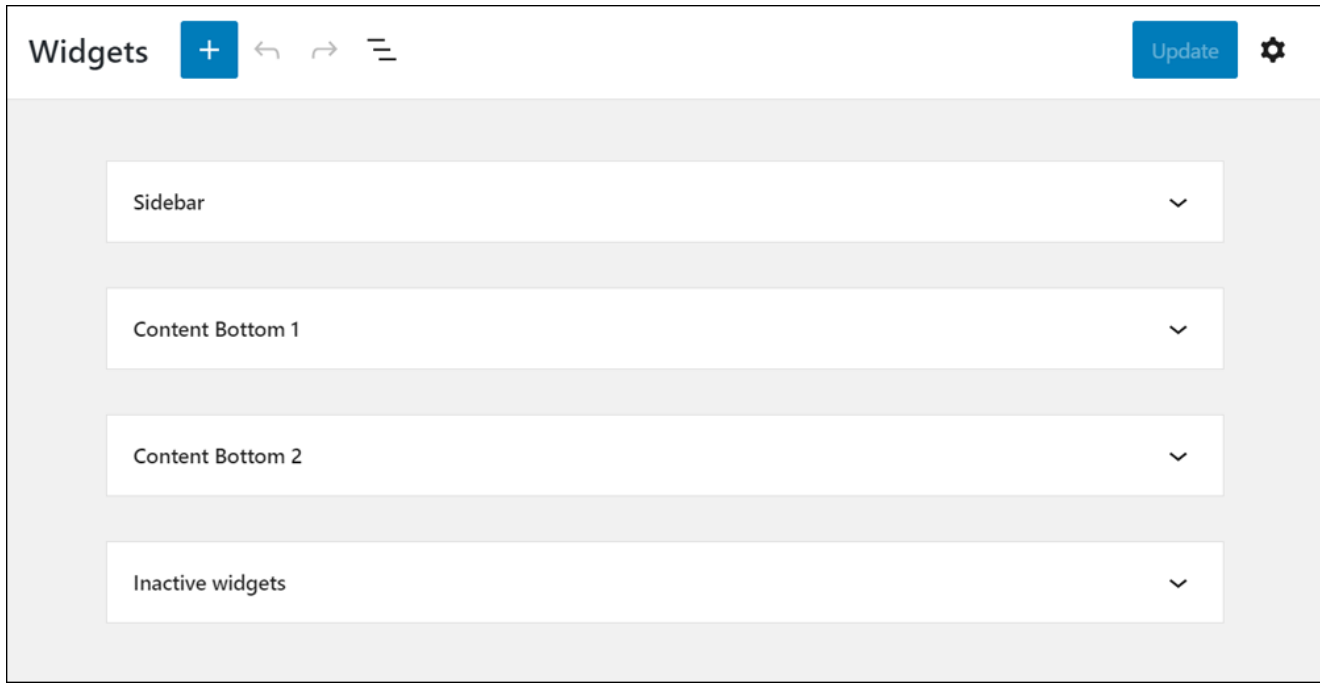 Widgets
Update
Sidebar
Content Bottom 1
Content Bottom 2
Inactive widgets